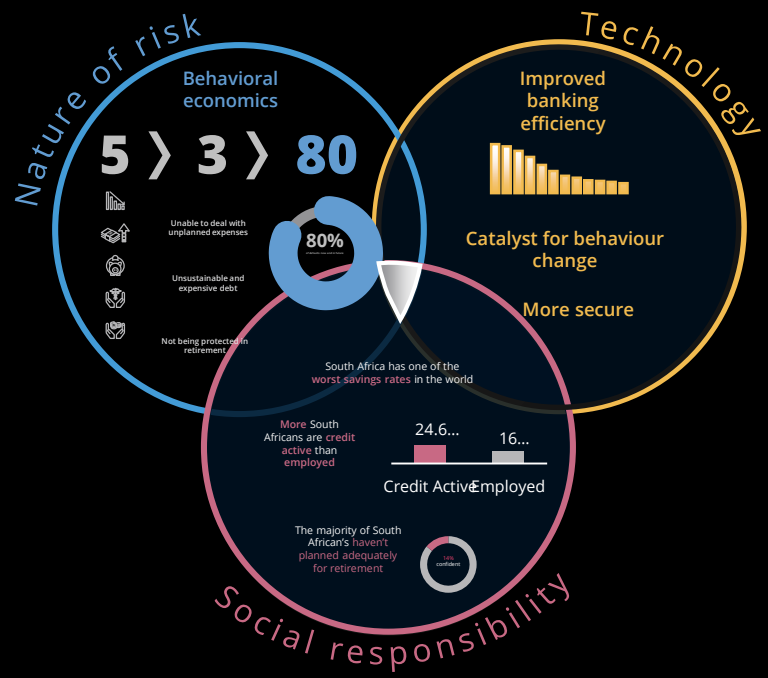 Nature of risk
Behavioral
economics
5
3
80
80%
Unable to deal with
unplanned expenses
Unsustainable and
expensive debt
Not being protected in
retirement
Technology
Improved
banking
efficiency
Catalyst for behaviour
change
More secure
South Africa has one of the
worst savings rates in the world
More South
Africans are credit
active than
employed
24.6...
16...
Credit Active
Employed
The majority of South
African's haven't
planned adequately
for retirement
14%
confident
Social responsibility